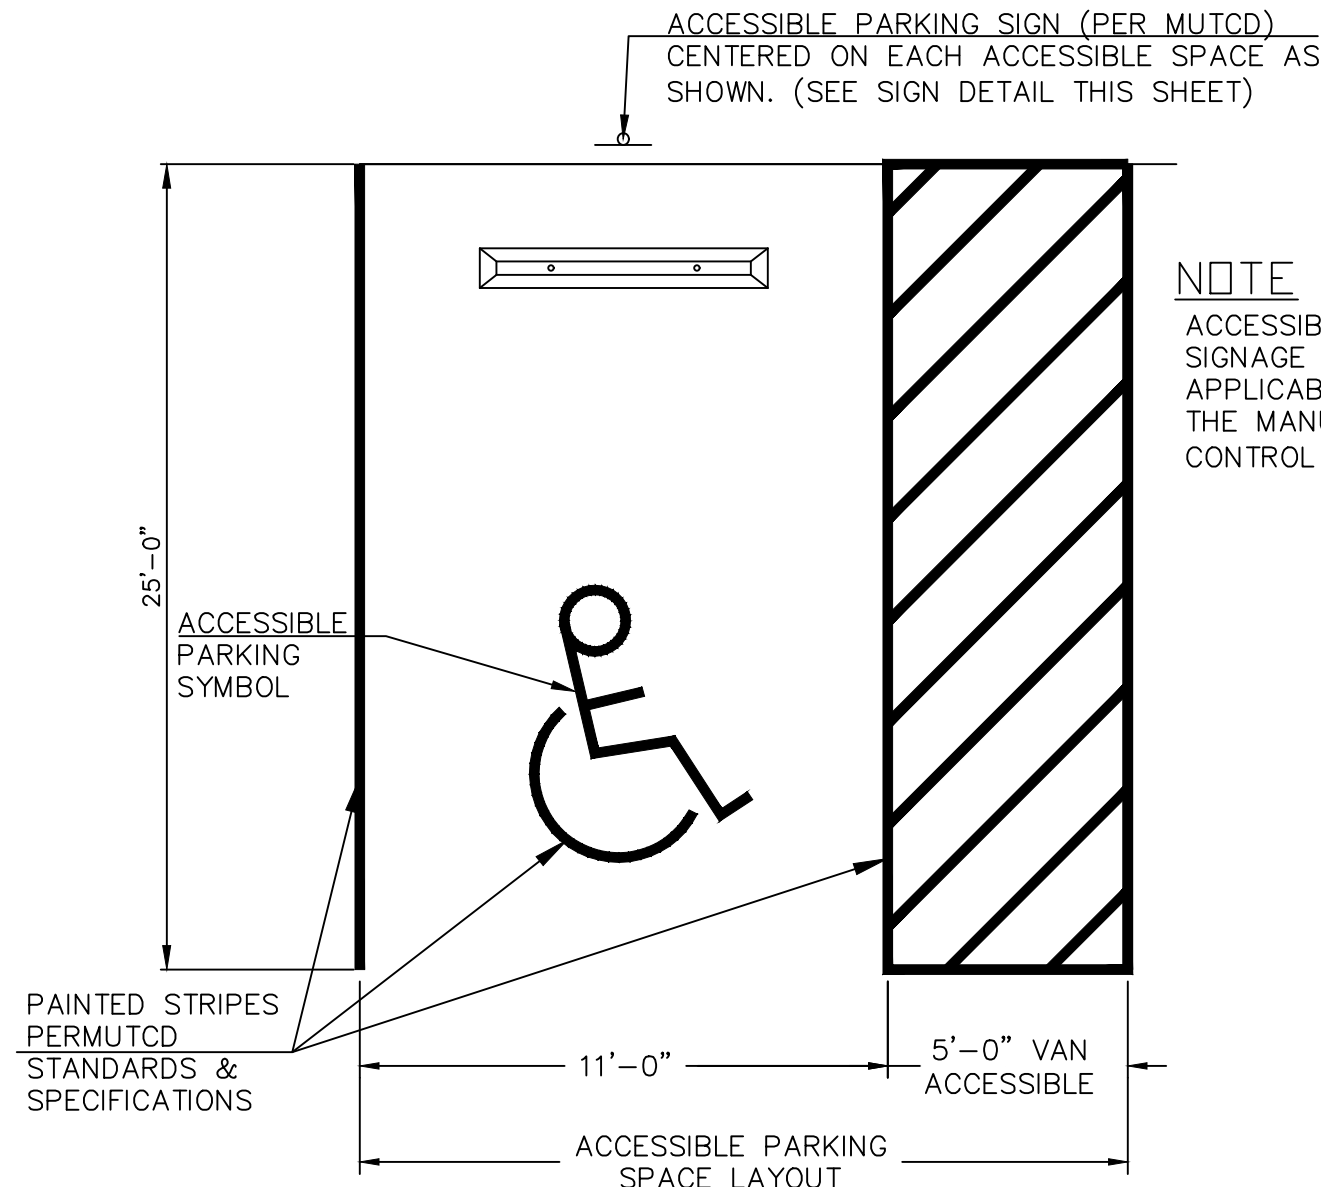 ACCESSIBLE PARKING SIGN (PER MUTCD)
CENTERED ON EACH ACCESSIBLE SPACE AS
SHOWN. (SEE SIGN DETAIL THIS SHEET)
NOTE
SIGNAGE
THE
CONTROL
25'-0"
ACCESSIBLE
PARKING
SYMBOL
PAINTED STRIPES
PERMUTCD
STANDARDS &
SPECIFICATIONS
11'-0"
5'-0" VAN
ACCESSIBLE
ACCESSIBLE PARKING
SPACE LAYOUT